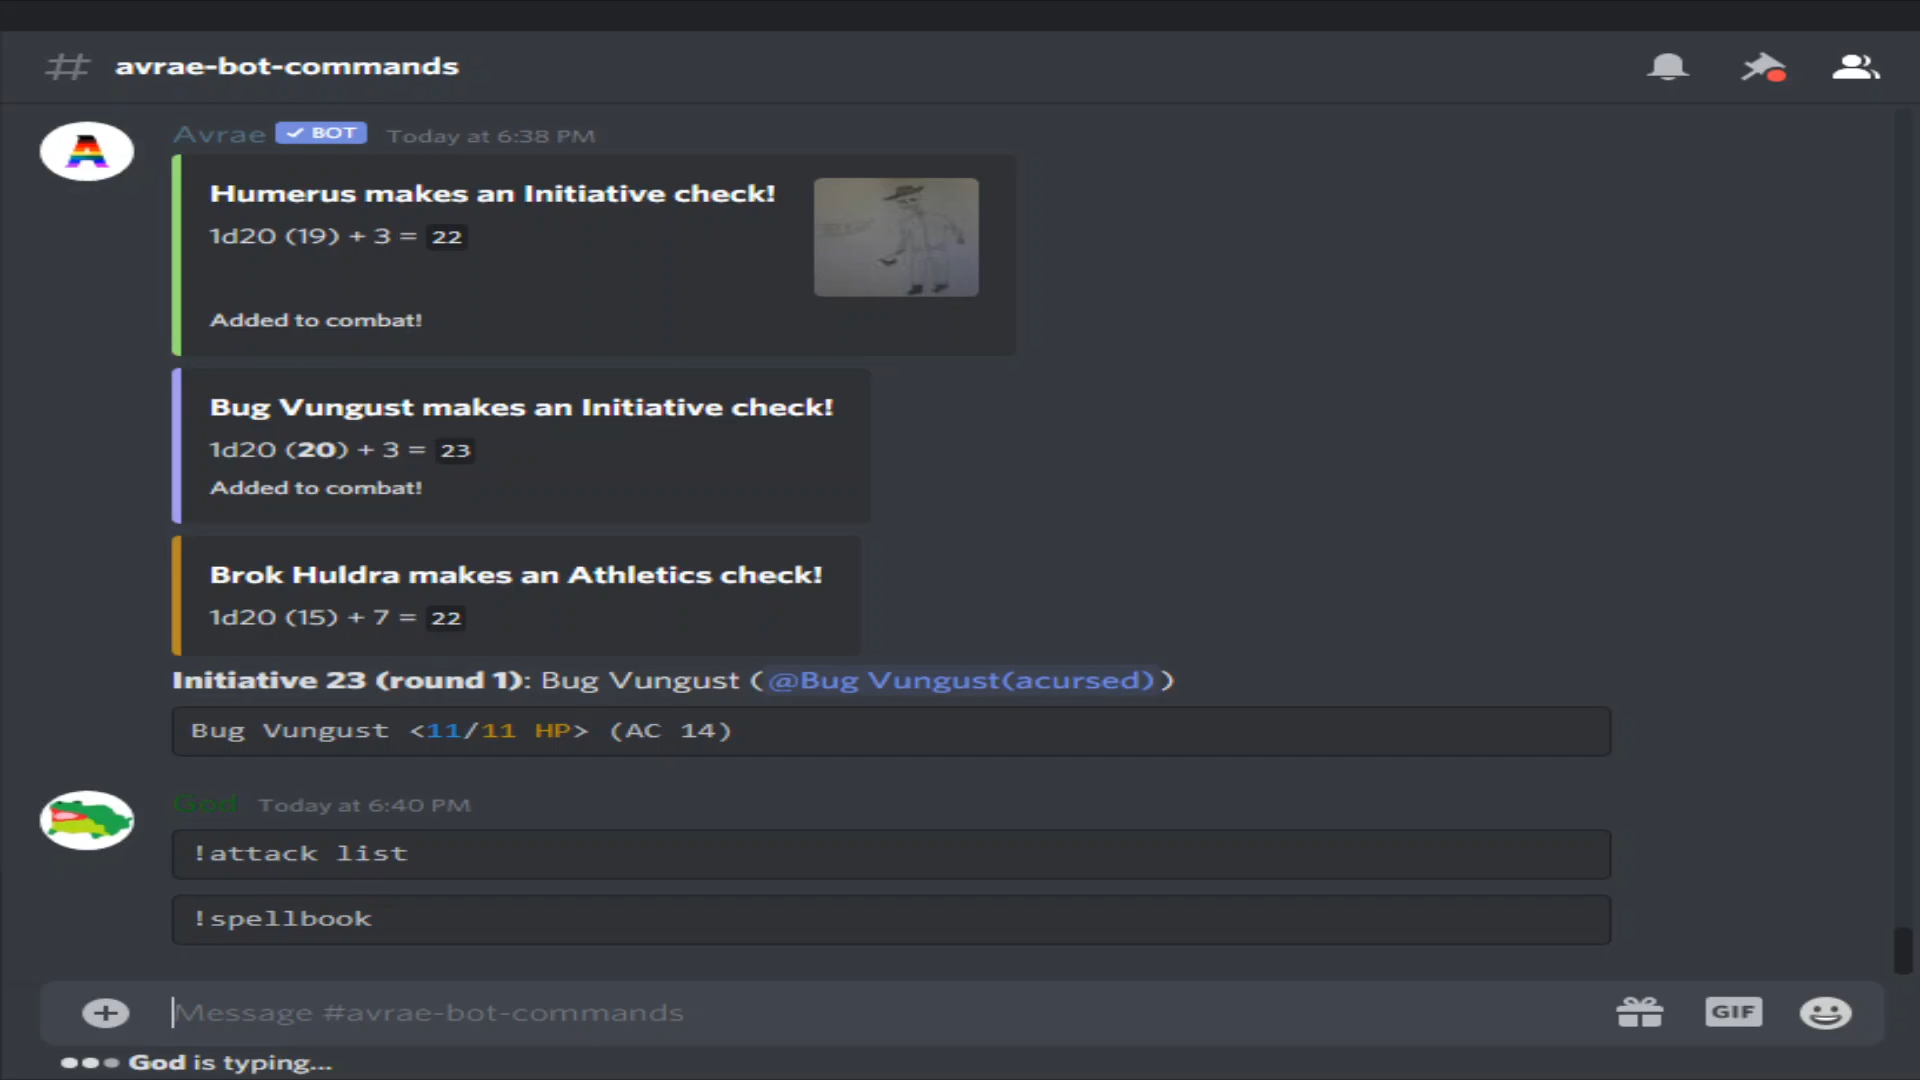 # avrae-bot-commands
Avrae ✓ BOT Today at 6:38 PM
Humerus makes an Initiative check!
1d20 (19) + 3 = 22
Added to combat!
Bug Vungust makes an Initiative check!
1d20 (20) + 3 = 23
Added to combat!
Brok Huldra makes an Athletics check!
1d20 (15) + 7 = 22
Initiative 23 (round 1): Bug Vungust (@Bug Vungust(acursed))
Bug Vungust <11/11 HP> (AC 14)
God Today at 6:40 PM
!attack list
!spellbook
Message #avrae-bot-commands
GIF
God is typing...